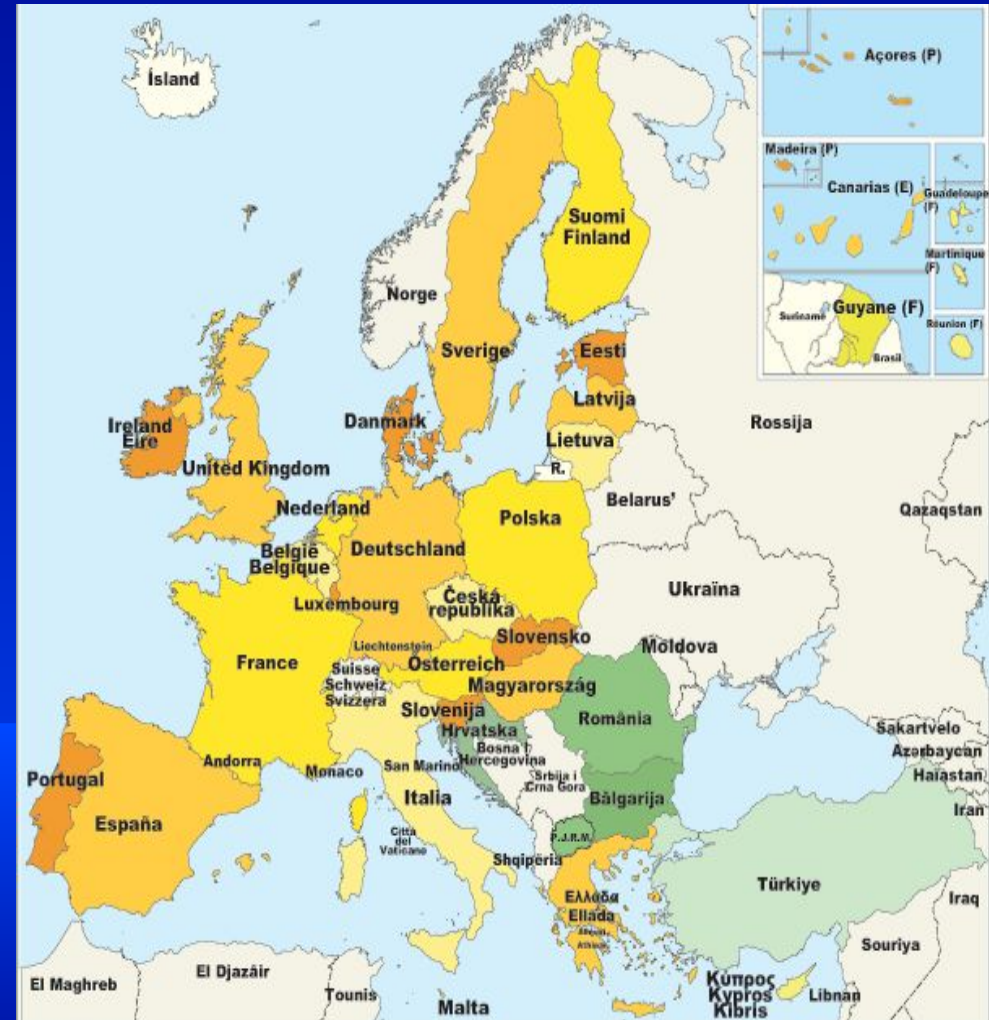 Ísland
Açores (P)
Madeira (P)
Canarias (E)
Guadeloupe
(F)
Martinique
(F)
Guyane (F)
Suriname
Brasil
Réunion (F)
Suomi
Finland
Norge
Sverige
Eesti
Latvija
Lietuva
R.
Danmark
Ireland
Éire
United Kingdom
Rossija
Belarus'
Qazaqstan
Nederland
Polska
België
Belgique
Deutschland
Ukraïna
Luxembourg
Česká
republika
Slovensko
Liechtenstein
France
Österreich
Moldova
Suisse
Schweiz
Svizzera
Magyarország
Slovenija
Hrvatska
România
Bosna i
Hercegovina
Sakartvelo
Azərbaycan
Haïastan
Iran
Andorra
Monaco
San Marino
Srbija i
Crna Gora
Portugal
España
Italia
Bălgarija
Città
del
Vaticano
P.J.R.M.
Shqipëria
Ελλαδα
Ellada
Türkiye
Iraq
Souriya
El Maghreb
El Djazâir
Tounis
Malta
Κύπρος
Kypros
Kibris
Libnan